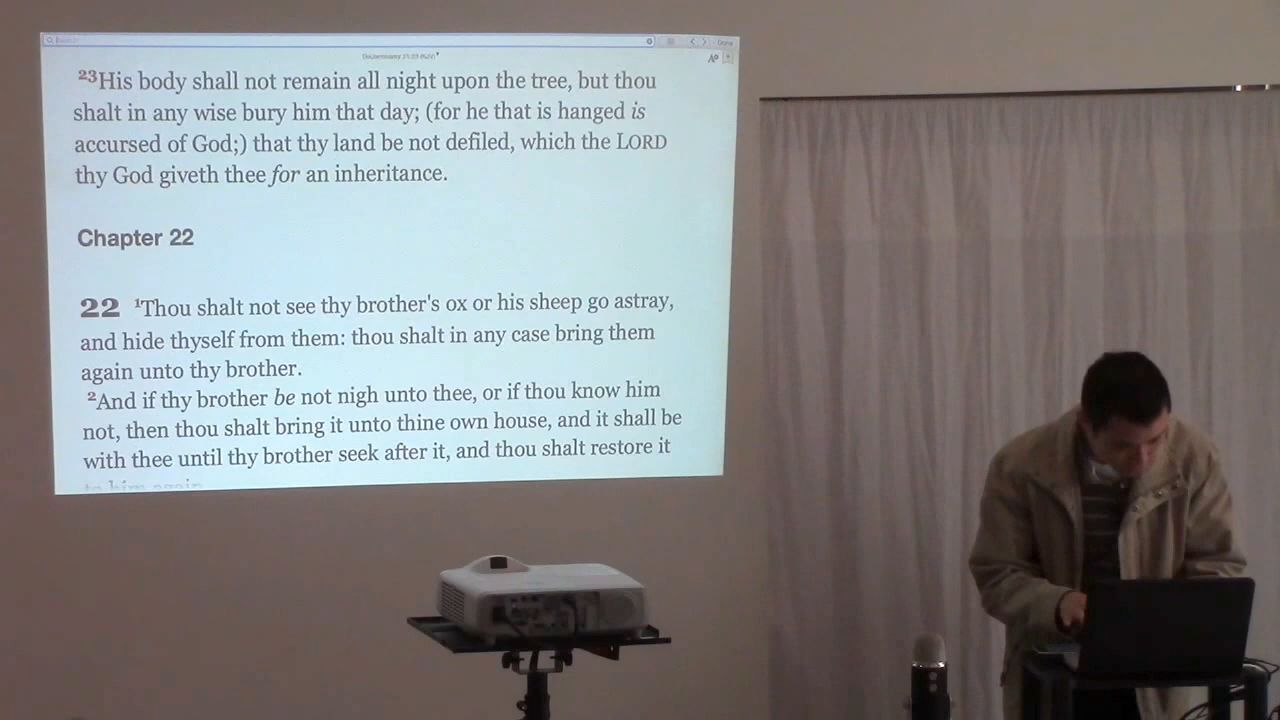 Done
²³His body shall not remain all night upon the tree, but thou
shalt in any wise bury him that day; (for he that is hanged is
accursed of God;) that thy land be not defiled, which the LORD
thy God giveth thee for an inheritance.
Chapter 22
22 ¹Thou shalt not see thy brother's ox or his sheep go astray,
and hide thyself from them: thou shalt in any case bring them
again unto thy brother.
²And if thy brother be not nigh unto thee, or if thou know him
not, then thou shalt bring it unto thine own house, and it shall be
with thee until thy brother seek after it, and thou shalt restore it
to him again